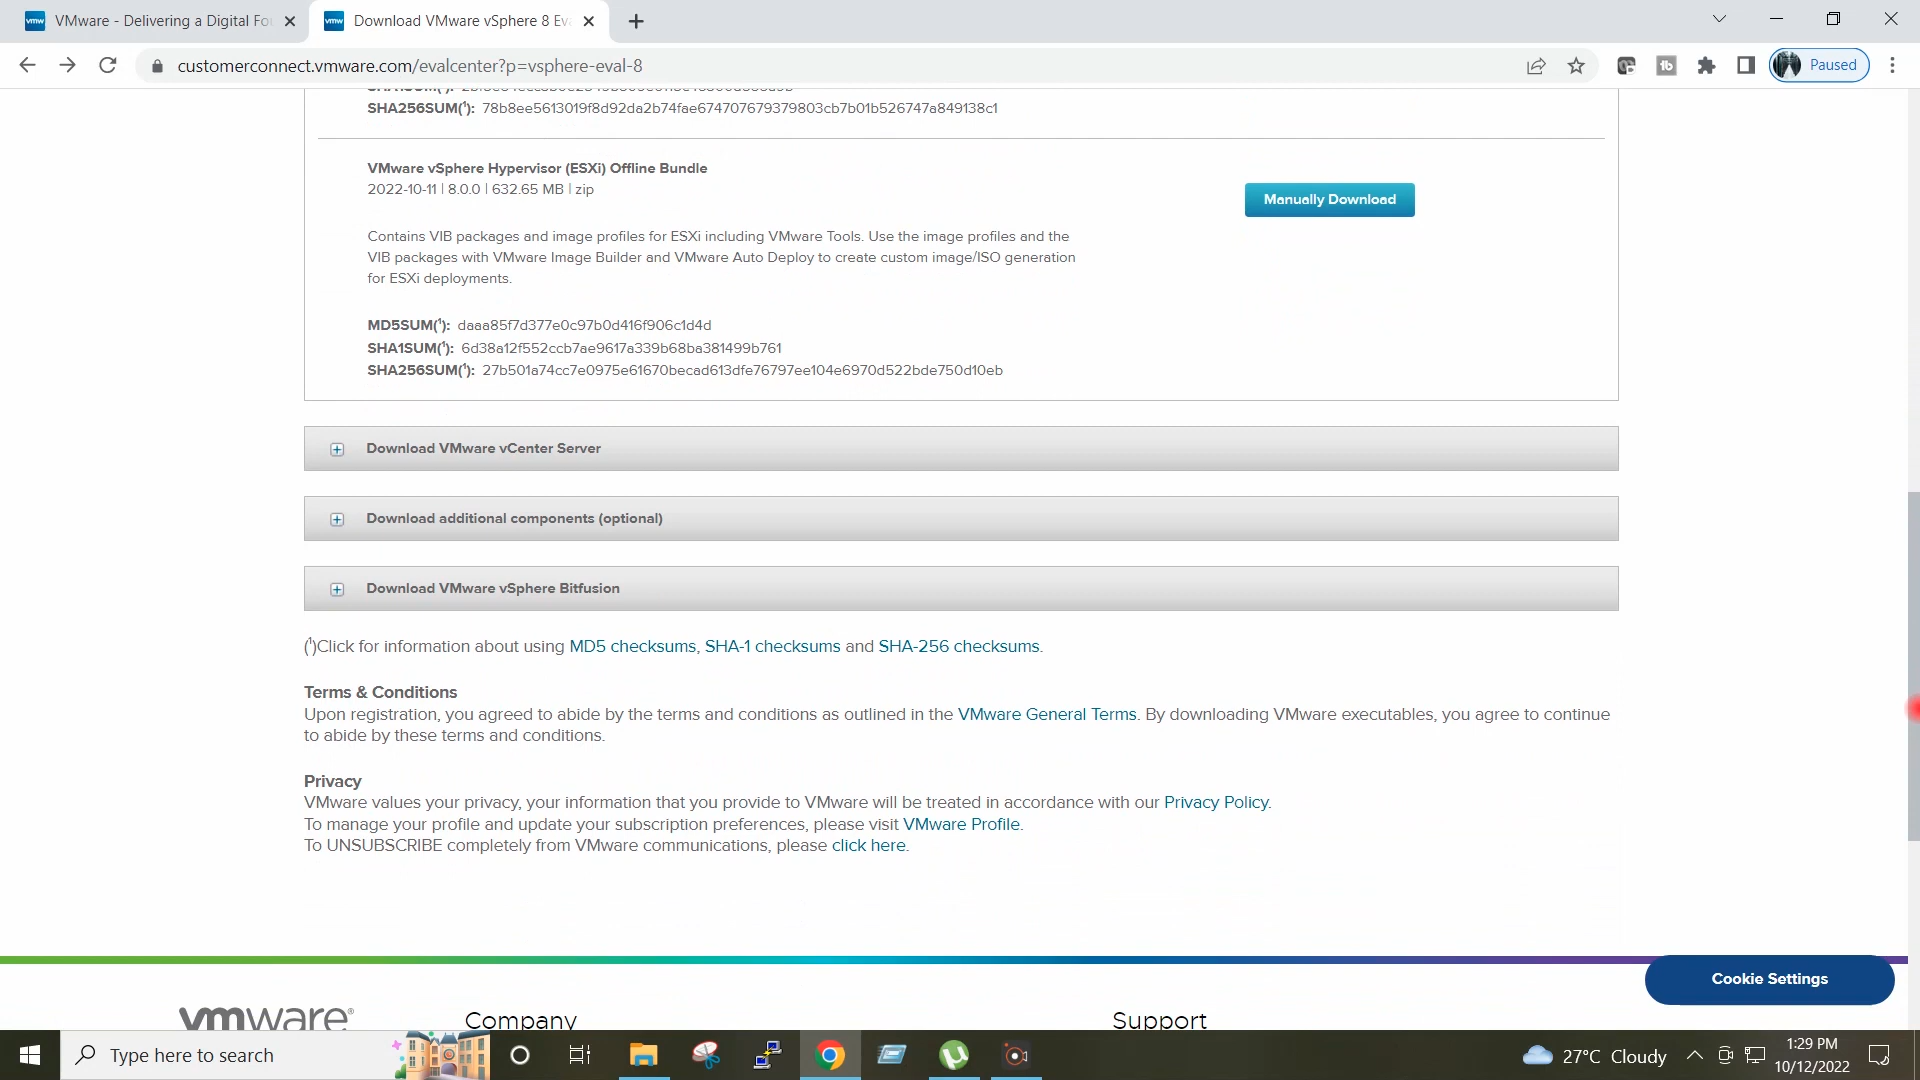 VMware - Delivering a Digital Fo
Download VMware vSphere 8 Ev
customerconnect.vmware.com/evalcenter?p=vsphere-eval-8
Paused
SHA256SUM(¹): 78b8ee5613019f8d92da2b74fae674707679379803cb7b01b526747a849138c1
VMware vSphere Hypervisor (ESXi) Offline Bundle
2022-10-11 | 8.0.0 | 632.65 MB | zip
Manually Download
Contains VIB packages and image profiles for ESXi including VMware Tools. Use the image profiles and the
VIB packages with VMware Image Builder and VMware Auto Deploy to create custom image/ISO generation
for ESXi deployments.
MD5SUM(¹): daaa85f7d377e0c97b0d416f906c1d4d
SHA1SUM(¹): 6d38a12f552ccb7ae9617a339b68ba381499b761
SHA256SUM(¹): 27b501a74cc7e0975e61670becad613dfe76797ee104e6970d522bde750d10eb
Download VMware vCenter Server
Download additional components (optional)
Download VMware vSphere Bitfusion
(¹)Click for information about using MD5 checksums, SHA-1 checksums and SHA-256 checksums.
Terms & Conditions
Upon registration, you agreed to abide by the terms and conditions as outlined in the VMware General Terms. By downloading VMware executables, you agree to continue
to abide by these terms and conditions.
Privacy
VMware values your privacy, your information that you provide to VMware will be treated in accordance with our Privacy Policy.
To manage your profile and update your subscription preferences, please visit VMware Profile.
To UNSUBSCRIBE completely from VMware communications, please click here.
Cookie Settings
vmware®
Company
Support
Type here to search
27°C Cloudy
1:29 PM
10/12/2022